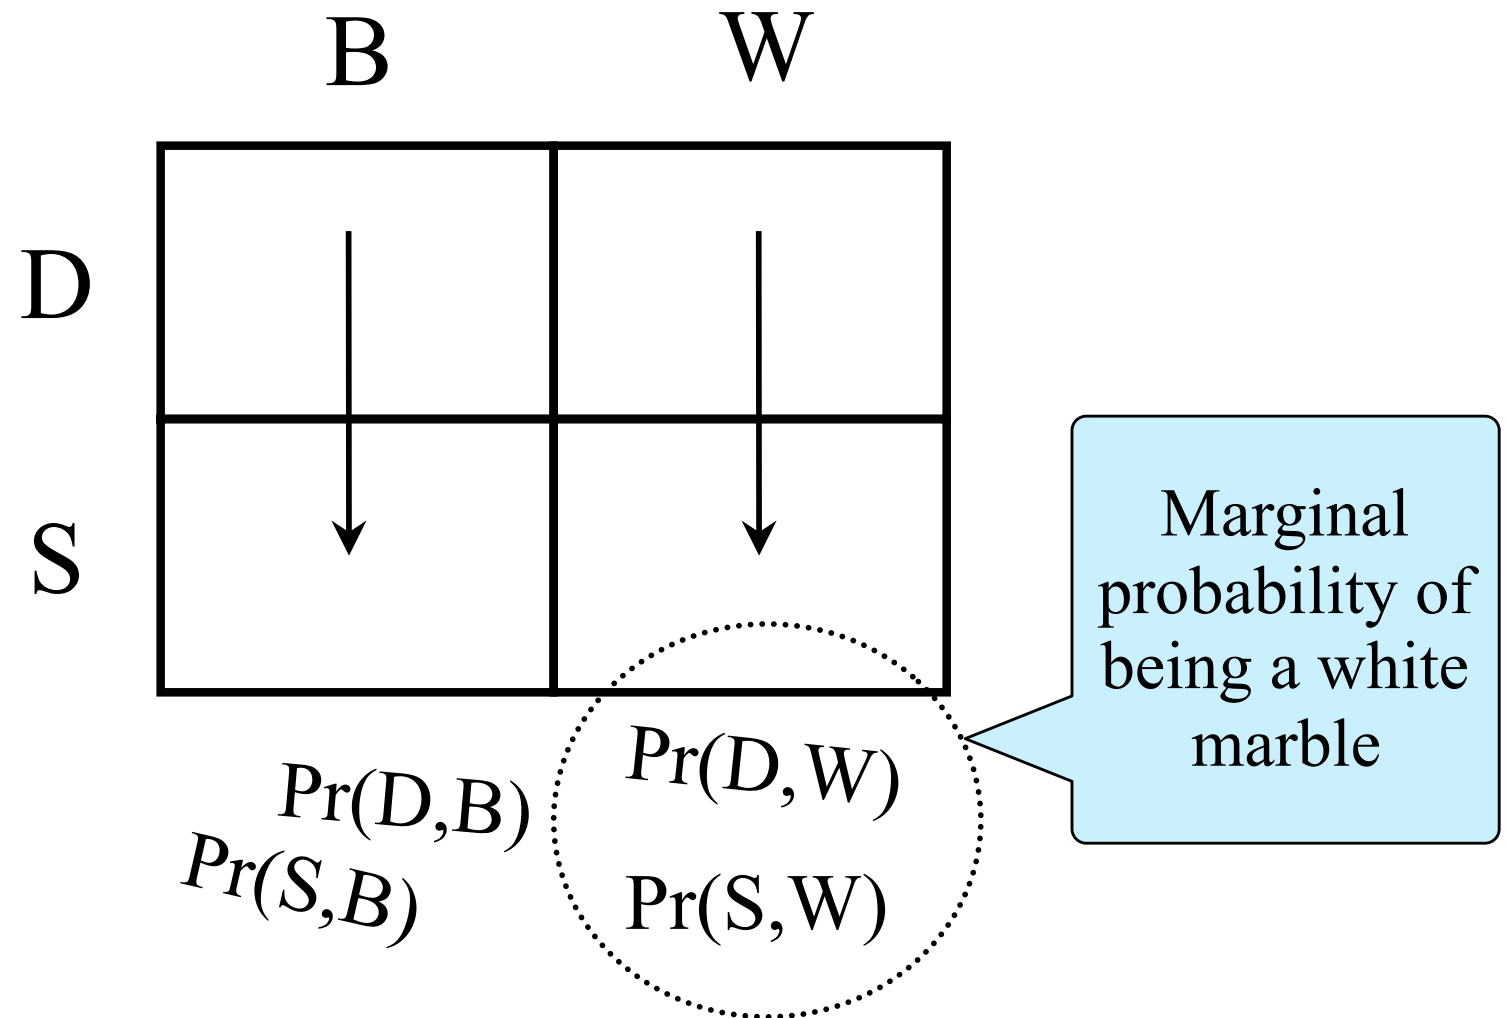 B W
D
S
Pr(D,B)
Pr(S,B)
Pr(D,W)
Pr(S,W)
Marginal
probability of
being a white
marble